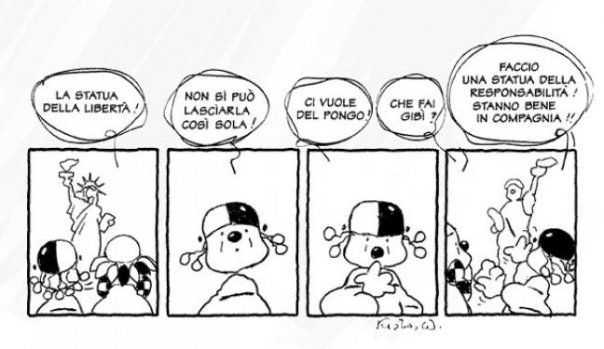 LA STATUA
DELLA LIBERTÀ!
NON SI PUÒ
LASCIARLA
COSÌ SOLA!
CI VUOLE
DEL PONGO!
CHE FAI
GIBÌ?
FACCIO
UNA STATUA DELLA
RESPONSABILITÀ!
STANNO BENE
IN COMPAGNIA!!